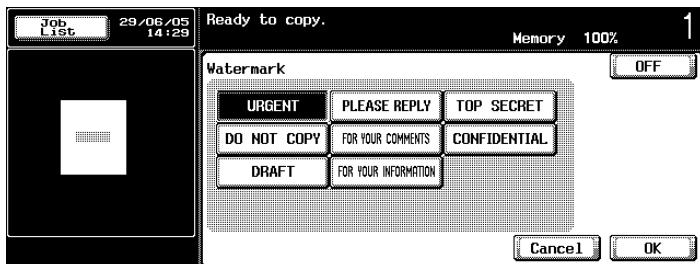 Job List
29/06/05
14:29
Ready to copy.
Memory 100%
1
Watermark
OFF
URGENT
PLEASE REPLY
TOP SECRET
DO NOT COPY
FOR YOUR COMMENTS
CONFIDENTIAL
DRAFT
FOR YOUR INFORMATION
Cancel
OK